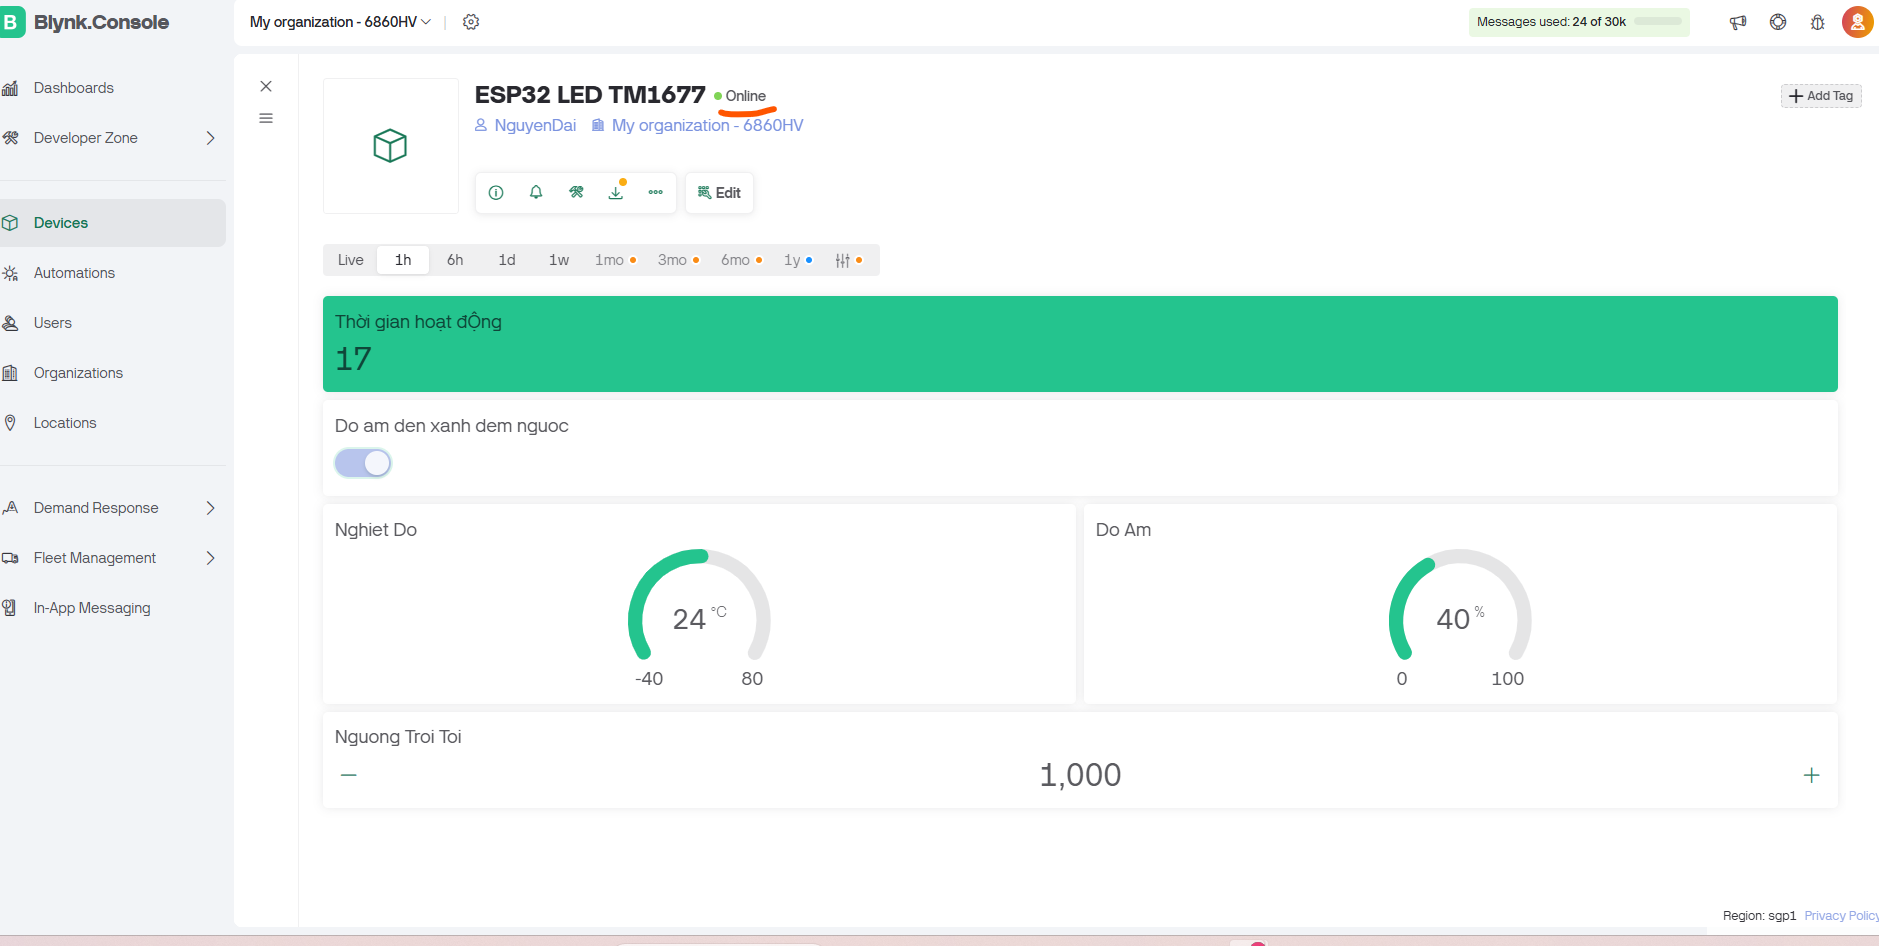 B Blynk.Console
My organization - 6860HV
Messages used: 24 of 30k
Dashboards
Developer Zone
Devices
Automations
Users
Organizations
Locations
Demand Response
Fleet Management
In-App Messaging
ESP32 LED TM1677 Online
NguyenDai My organization - 6860HV
Add Tag
Edit
Live 1h 6h 1d 1w 1mo 3mo 6mo 1y
Thời gian hoạt đỘng
17
Do am den xanh dem nguoc
Nghiet Do
24 °C
-40 80
Do Am
40 %
0 100
Nguong Troi Toi
1,000
Region: sgp1 Privacy Policy